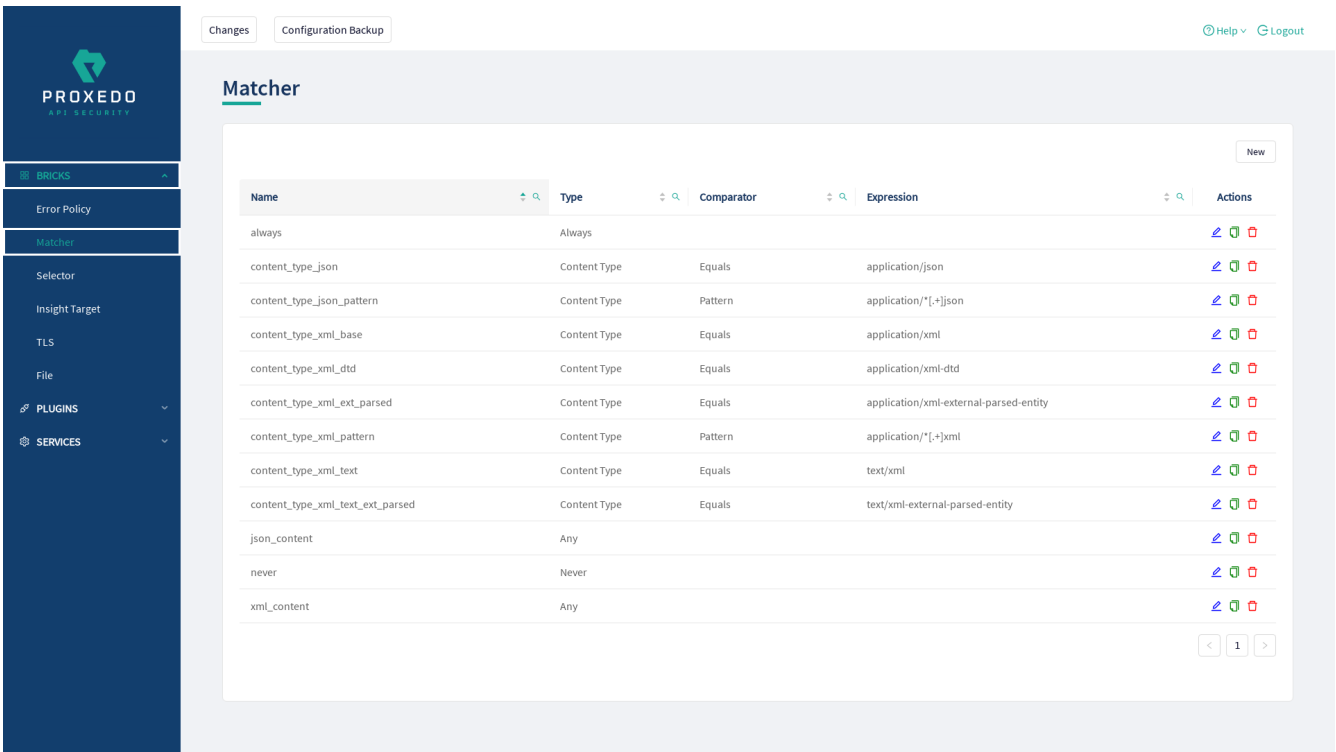 Changes Configuration Backup Help Logout
PROXEDO
API SECURITY
Matcher
New
BRICKS
Error Policy
Matcher
Selector
Insight Target
TLS
File
PLUGINS
SERVICES
Name Type Comparator Expression Actions
always Always
content_type_json Content Type Equals application/json
content_type_json_pattern Content Type Pattern application/*[.+]json
content_type_xml_base Content Type Equals application/xml
content_type_xml_dtd Content Type Equals application/xml-dtd
content_type_xml_ext_parsed Content Type Equals application/xml-external-parsed-entity
content_type_xml_pattern Content Type Pattern application/*[.+]xml
content_type_xml_text Content Type Equals text/xml
content_type_xml_text_ext_parsed Content Type Equals text/xml-external-parsed-entity
json_content Any
never Never
xml_content Any
< 1 >